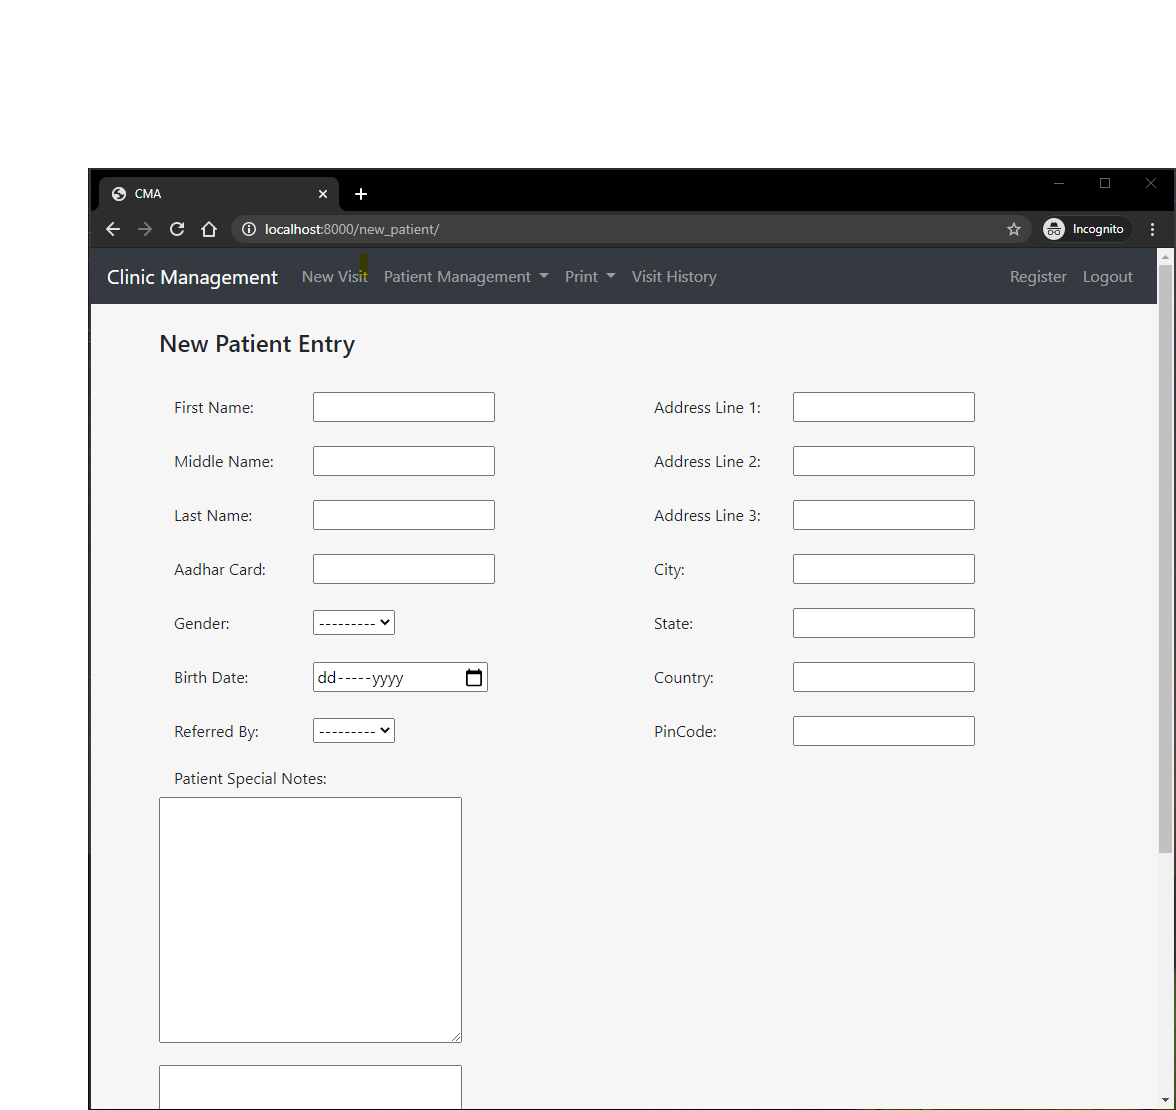 CMA
localhost:8000/new_patient/
Incognito
Clinic Management New Visit Patient Management Print Visit History Register Logout
New Patient Entry
First Name:
Middle Name:
Last Name:
Aadhar Card:
Gender: ---------
Birth Date: dd-----yyyy
Referred By: ---------
Patient Special Notes:
Address Line 1:
Address Line 2:
Address Line 3:
City:
State:
Country:
PinCode: